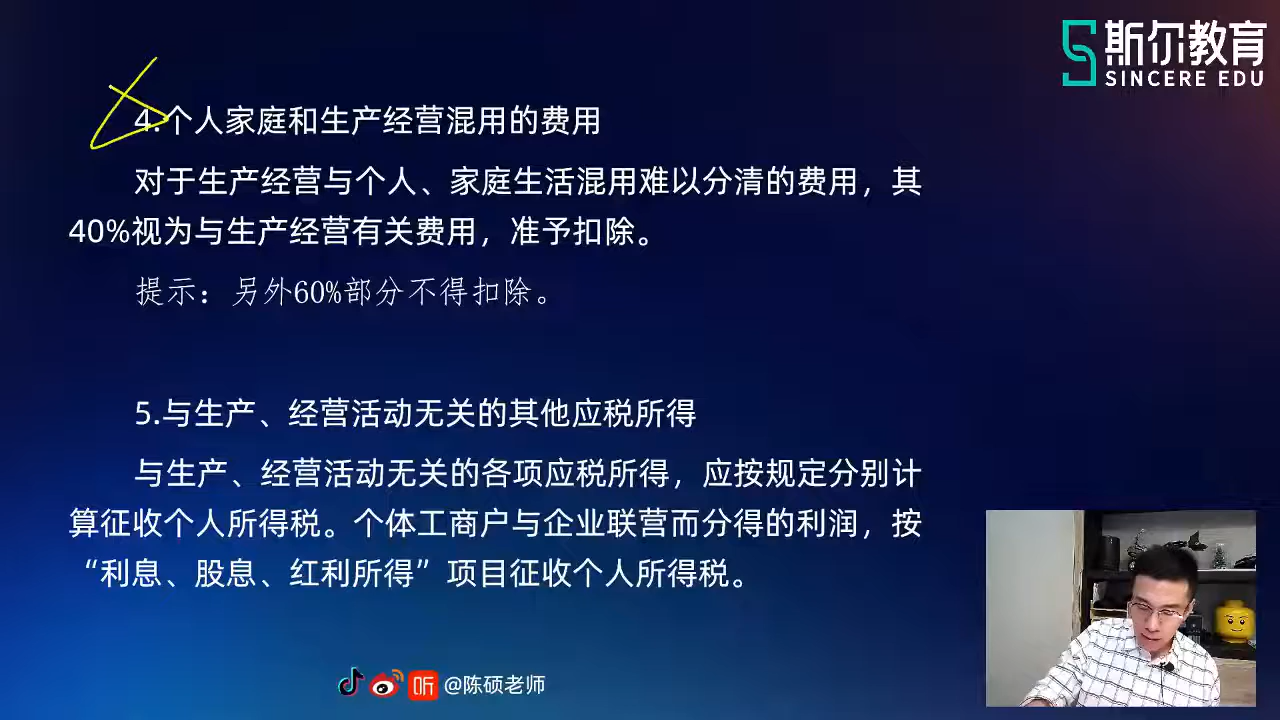 斯尔教育
SINCERE EDU
4.个人家庭和生产经营混用的费用
对于生产经营与个人、家庭生活混用难以分清的费用，其
40%视为与生产经营有关费用，准予扣除。
提示：另外60%部分不得扣除。
5.与生产、经营活动无关的其他应税所得
与生产、经营活动无关的各项应税所得，应按规定分别计
算征收个人所得税。个体工商户与企业联营而分得的利润，按
“利息、股息、红利所得”项目征收个人所得税。
听 @陈硕老师